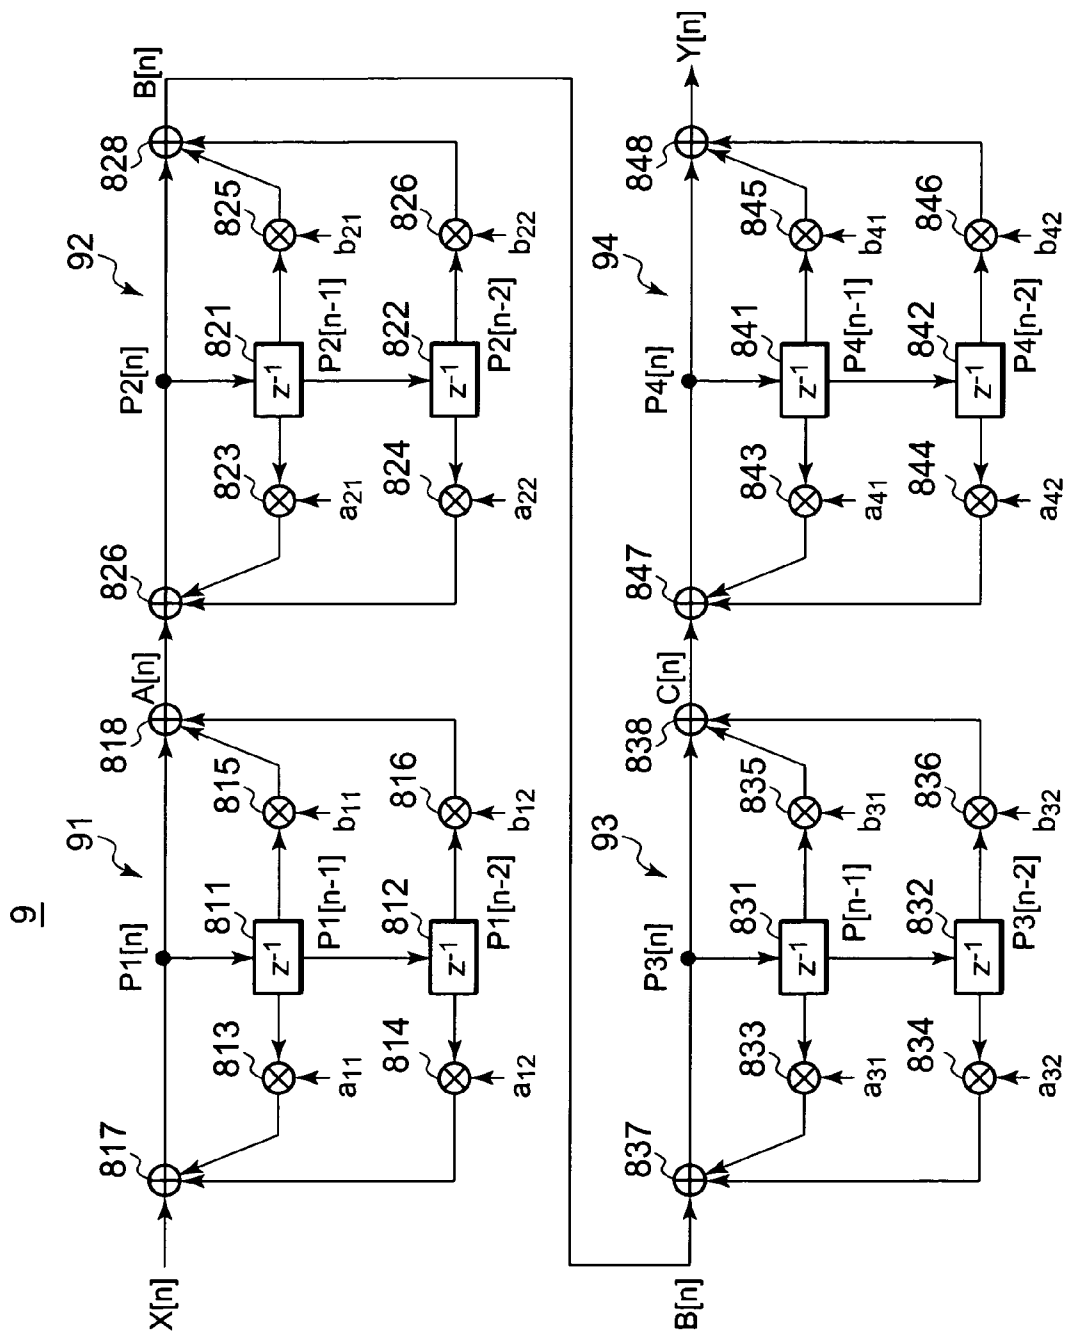 9
91
92
P1[n]
P2[n]
817
818
826
828
X[n]
A[n]
B[n]
813
811
815
823
821
825
z-1
z-1
a11
P1[n-1]
b11
a21
P2[n-1]
b21
814
812
816
824
822
826
z-1
z-1
a12
P1[n-2]
b12
a22
P2[n-2]
b22
93
94
P3[n]
P4[n]
837
838
847
848
B[n]
C[n]
Y[n]
833
831
835
843
841
845
z-1
z-1
a31
P[n-1]
b31
a41
P4[n-1]
b41
834
832
836
844
842
846
z-1
z-1
a32
P3[n-2]
b32
a42
P4[n-2]
b42